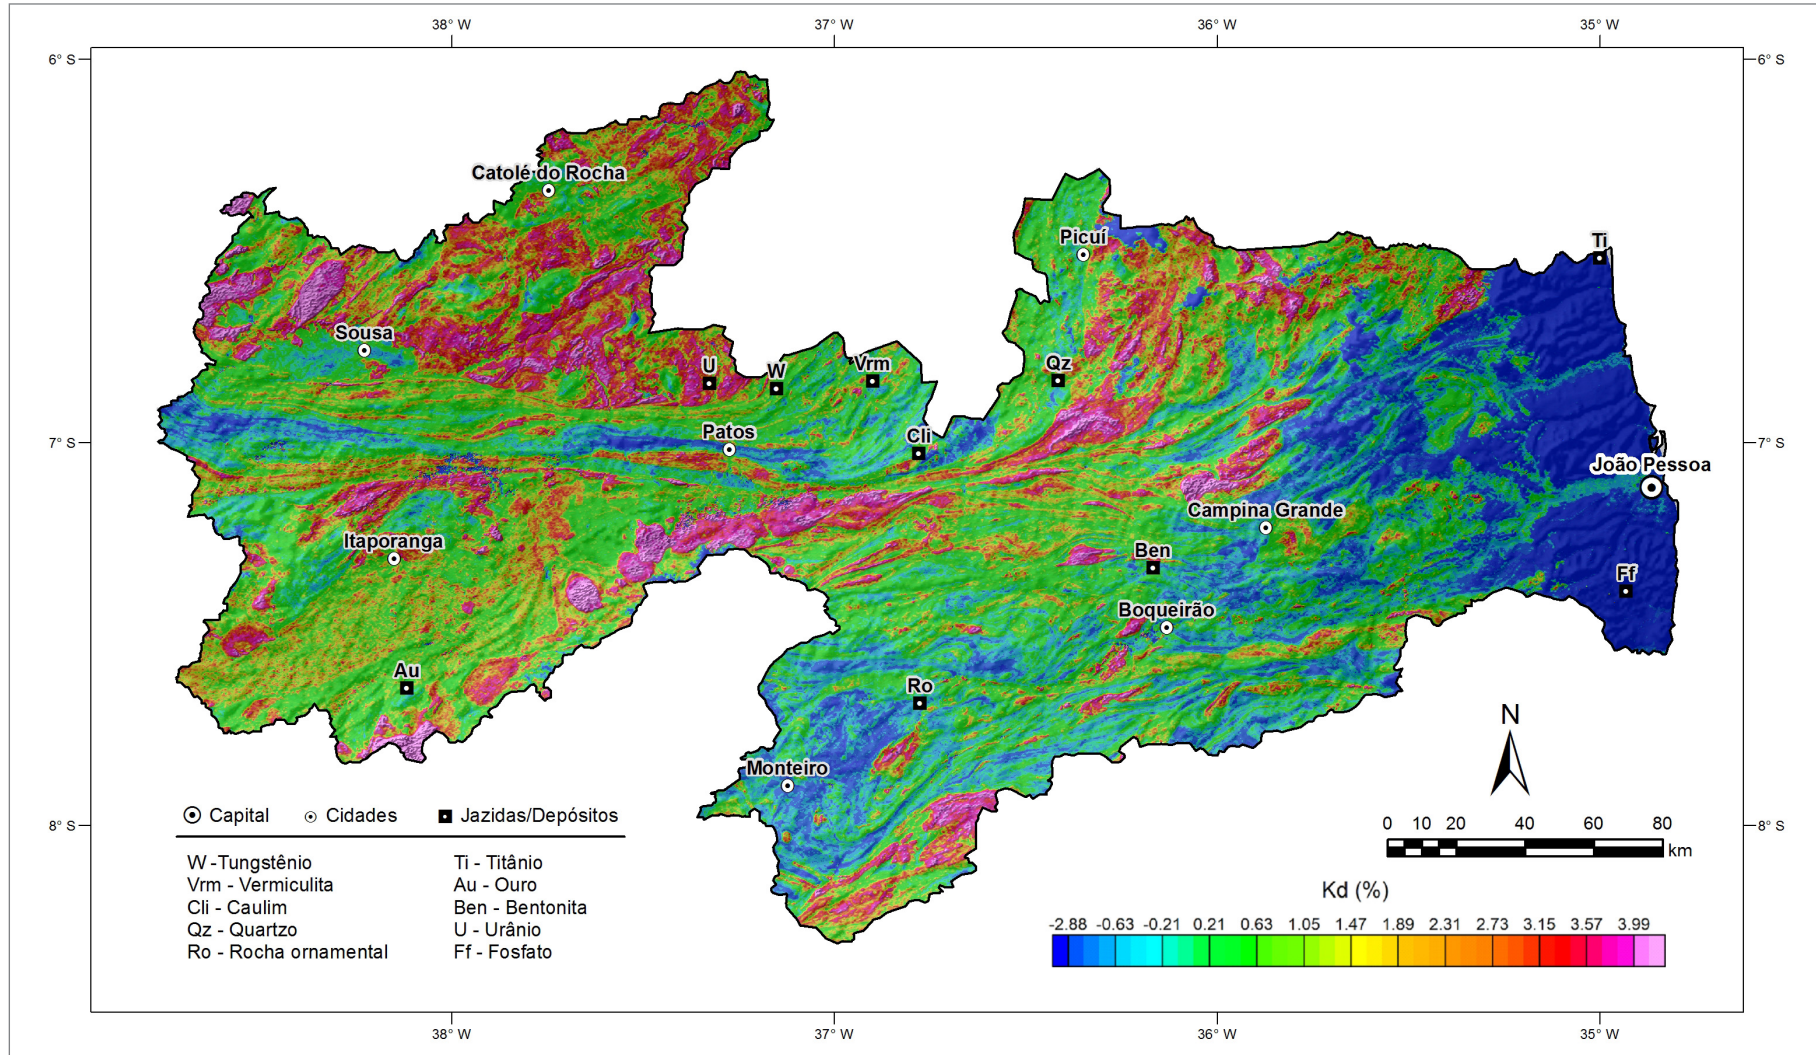 38° W 37° W 36° W 35° W
6° S 6° S
Catolé do Rocha
Picuí
Ti
Sousa
U W Vrm Qz
Patos Cli
7° S 7° S
João Pessoa
Campina Grande
Itaporanga
Ben
Ff
Boqueirão
Au
Ro
N
Monteiro
Capital Cidades Jazidas/Depósitos
W -Tungstênio
Vrm - Vermiculita
Cli - Caulim
Qz - Quartzo
Ro - Rocha ornamental
Ti - Titânio
Au - Ouro
Ben - Bentonita
U - Urânio
Ff - Fosfato
8° S 8° S
0 10 20 40 60 80
km
Kd (%)
-2.88 -0.63 -0.21 0.21 0.63 1.05 1.47 1.89 2.31 2.73 3.15 3.57 3.99
38° W 37° W 36° W 35° W